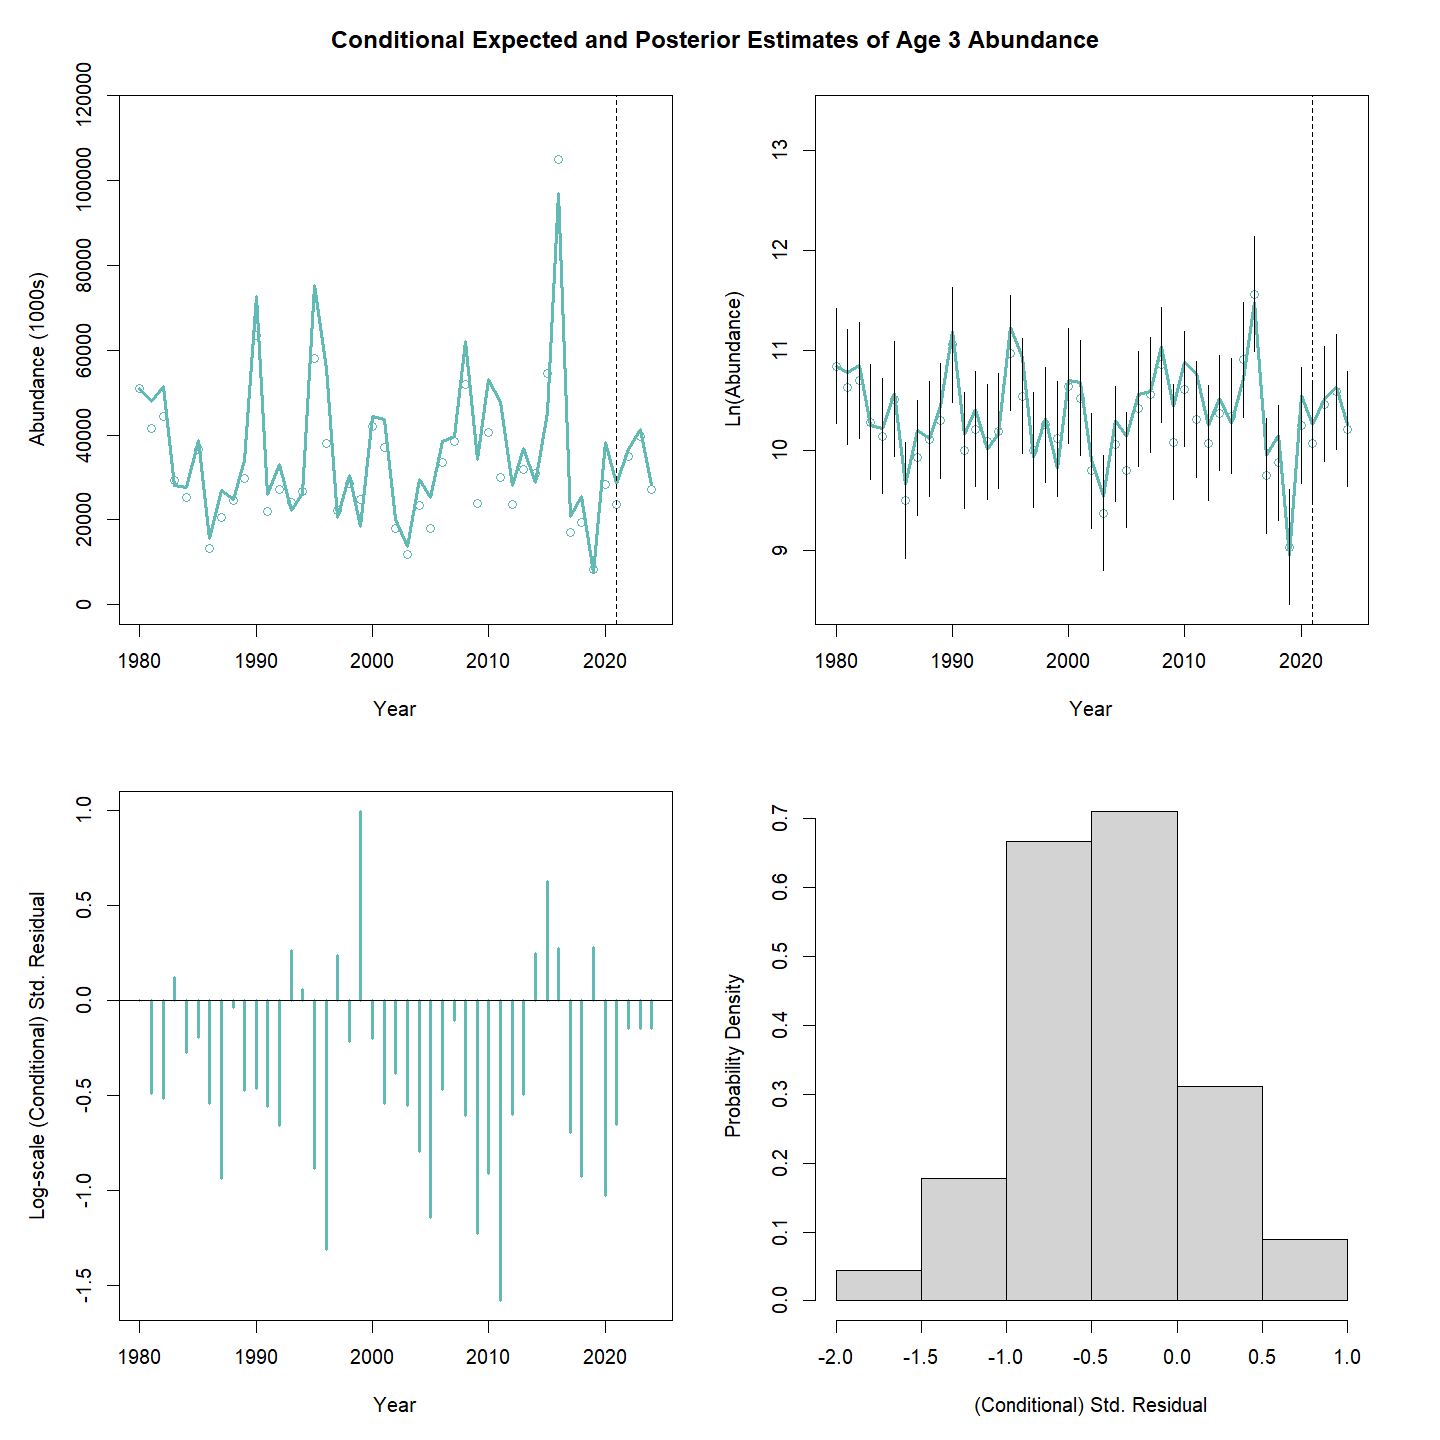 Conditional Expected and Posterior Estimates of Age 3 Abundance
Abundance (1000s)
120000
100000
80000
60000
40000
20000
0
1980 1990 2000 2010 2020
Year
Ln(Abundance)
13
12
11
10
9
1980 1990 2000 2010 2020
Year
Log-scale (Conditional) Std. Residual
1.0
0.5
0.0
-0.5
-1.0
-1.5
1980 1990 2000 2010 2020
Year
Probability Density
0.7
0.6
0.5
0.4
0.3
0.2
0.1
0.0
-2.0 -1.5 -1.0 -0.5 0.0 0.5 1.0
(Conditional) Std. Residual